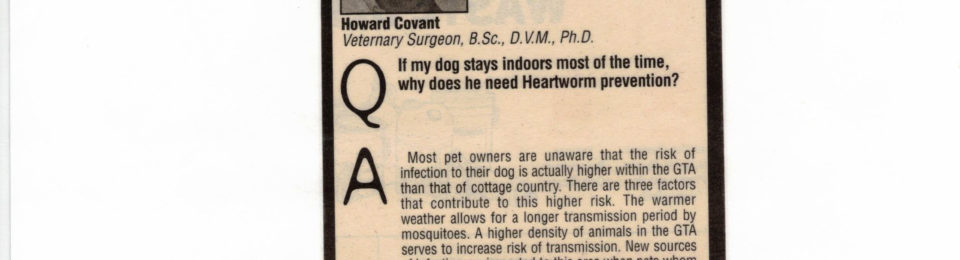 Howard Covant
Veternary Surgeon, B.Sc., D.V.M., Ph.D.
Q
If my dog stays indoors most of the time,
why does he need Heartworm prevention?
A
Most pet owners are unaware that the risk of
infection to their dog is actually higher within the GTA
than that of cottage country. There are three factors
that contribute to this higher risk. The warmer
weather allows for a longer transmission period by
mosquitoes. A higher density of animals in the GTA
serves to increase risk of transmission. New sources